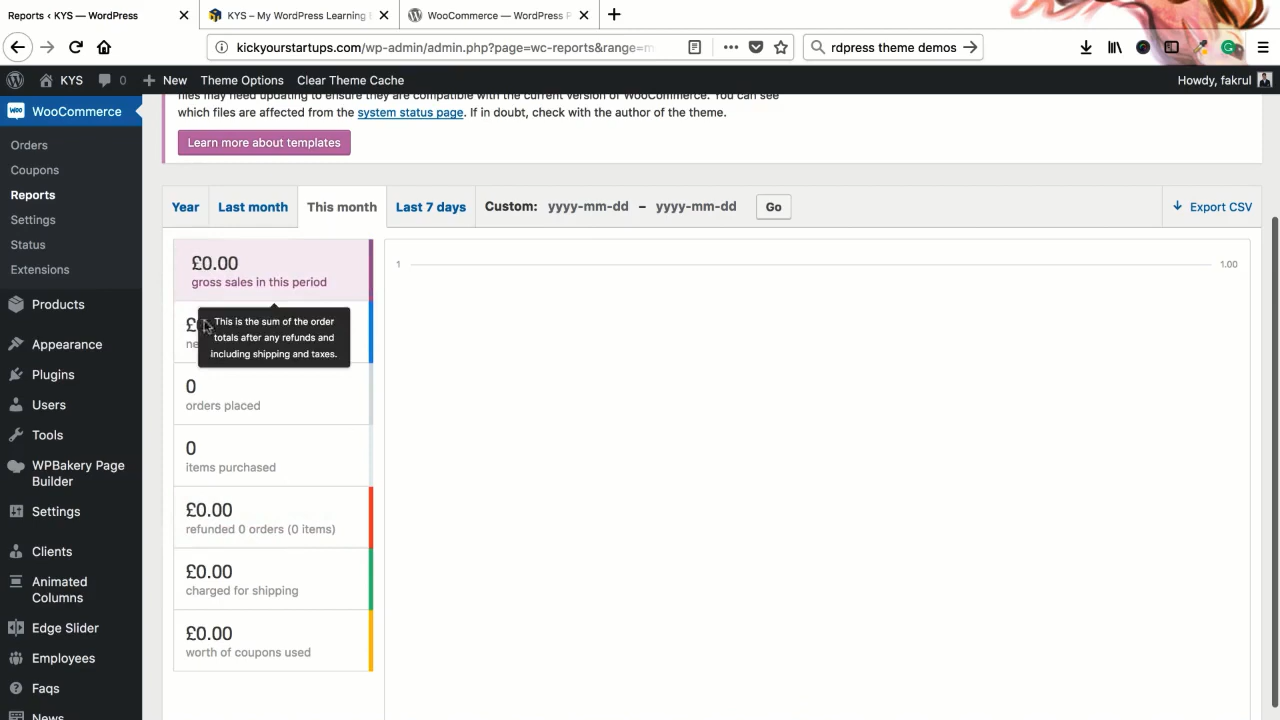 Reports ‹ KYS — WordPress
KYS – My WordPress Learning
WooCommerce — WordPress P
kickyourstartups.com/wp-admin/admin.php?page=wc-reports&range=m
rdpress theme demos
KYS
0
New
Theme Options
Clear Theme Cache
Howdy, fakrul
WooCommerce
Orders
Coupons
Reports
Settings
Status
Extensions
Products
Appearance
Plugins
Users
Tools
WPBakery Page
Builder
Settings
Clients
Animated
Columns
Edge Slider
Employees
Faqs
News
files may need updating to ensure they are compatible with the current version of WooCommerce. You can see
which files are affected from the system status page. If in doubt, check with the author of the theme.
Learn more about templates
Year
Last month
This month
Last 7 days
Custom: yyyy-mm-dd – yyyy-mm-dd
Go
Export CSV
£0.00
gross sales in this period
This is the sum of the order
totals after any refunds and
including shipping and taxes.
0
orders placed
0
items purchased
£0.00
refunded 0 orders (0 items)
£0.00
charged for shipping
£0.00
worth of coupons used
1
1.00